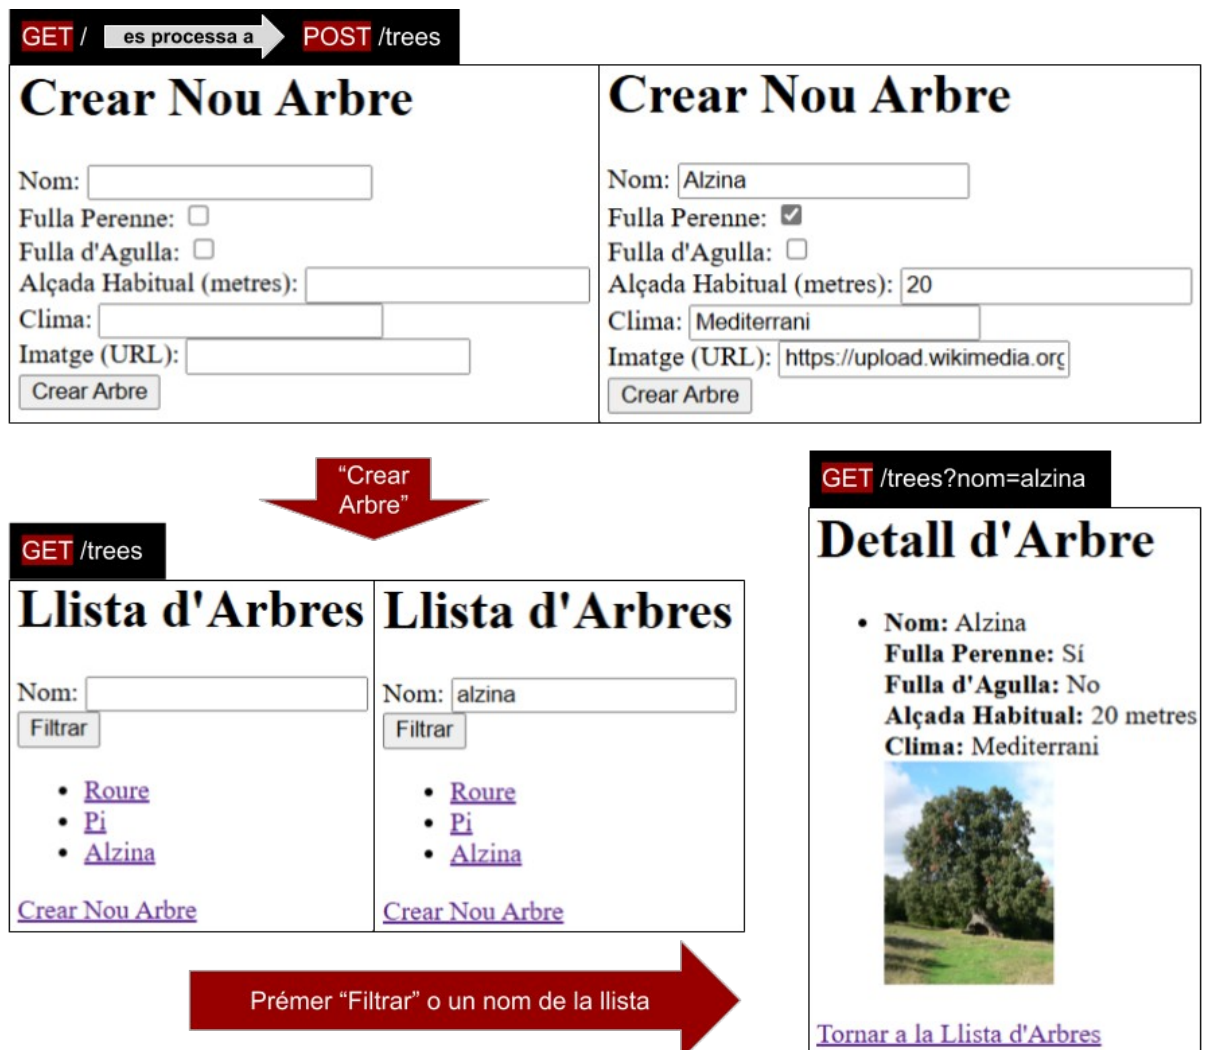 GET / es processa a POST /trees
Crear Nou Arbre
Nom:
Fulla Perenne:
Fulla d'Agulla:
Alçada Habitual (metres):
Clima:
Imatge (URL):
Crear Arbre
Crear Nou Arbre
Nom: Alzina
Fulla Perenne:
Fulla d'Agulla:
Alçada Habitual (metres): 20
Clima: Mediterrani
Imatge (URL): https://upload.wikimedia.org
Crear Arbre
“Crear
Arbre”
GET /trees
Llista d'Arbres
Nom:
Filtrar
• Roure
• Pi
• Alzina
Crear Nou Arbre
Llista d'Arbres
Nom: alzina
Filtrar
• Roure
• Pi
• Alzina
Crear Nou Arbre
Prémer “Filtrar” o un nom de la llista
GET /trees?nom=alzina
Detall d'Arbre
• Nom: Alzina
Fulla Perenne: Sí
Fulla d'Agulla: No
Alçada Habitual: 20 metres
Clima: Mediterrani
Tornar a la Llista d'Arbres